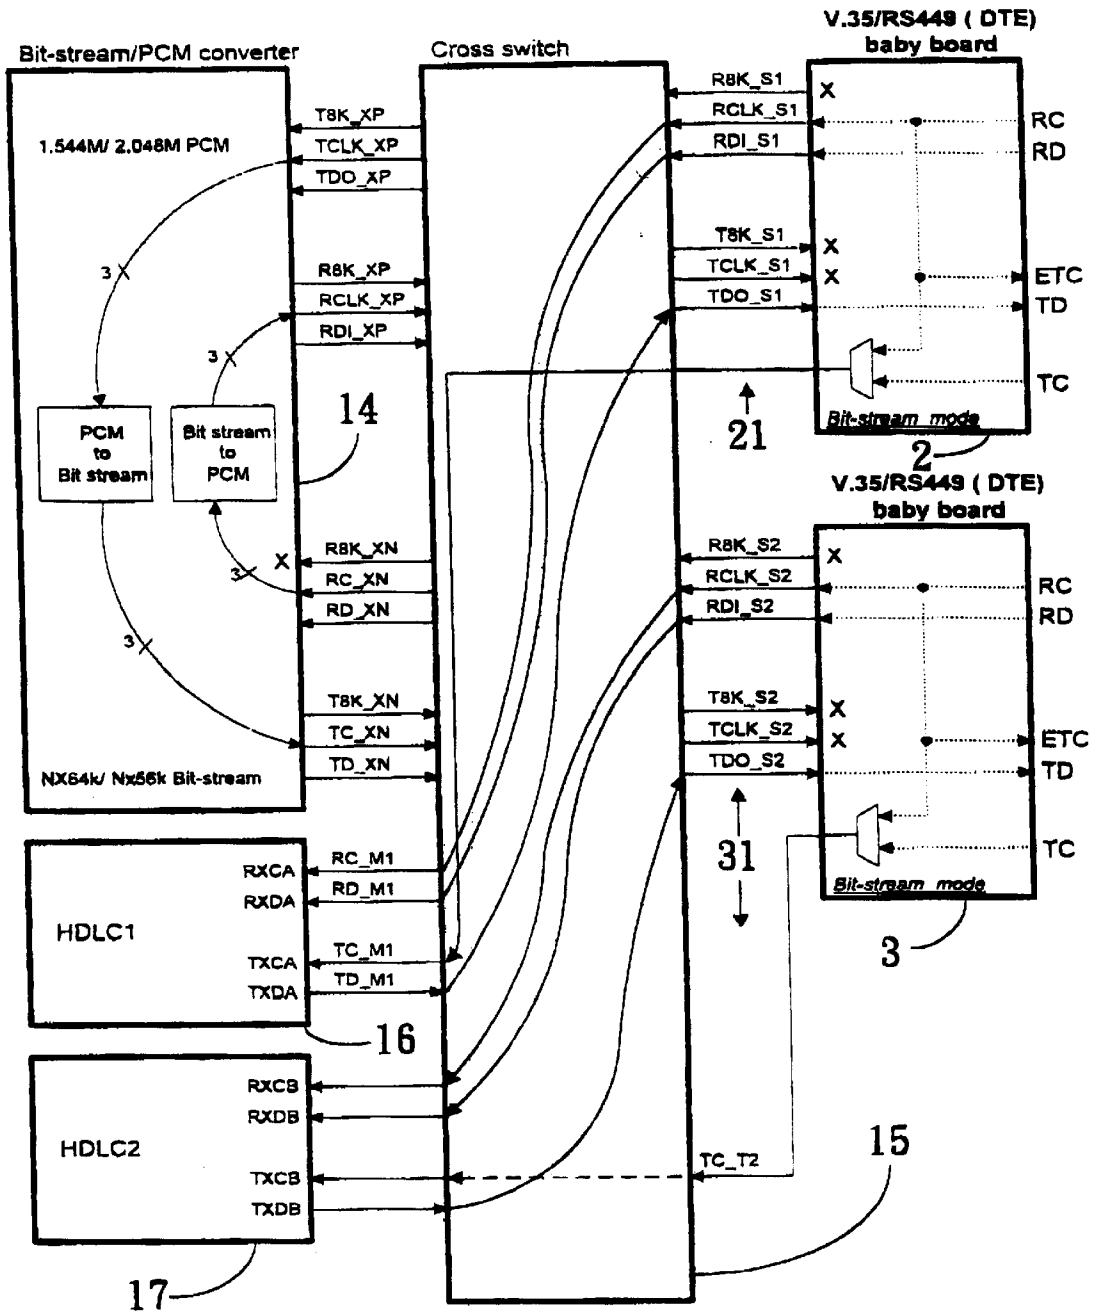 V.35/RS449 ( DTE)
baby board
Bit-stream/PCM converter
Cross switch
1.544M/ 2.048M PCM
T8K_XP
TCLK_XP
TDO_XP
R8K_XP
RCLK_XP
RDI_XP
3
3
PCM
to
Bit stream
Bit stream
to
PCM
14
X
R8K_XN
RC_XN
RD_XN
3
3
T8K_XN
TC_XN
TD_XN
NX64k/ Nx56k Bit-stream
R8K_S1
RCLK_S1
RDI_S1
X
RC
RD
T8K_S1
TCLK_S1
TDO_S1
X
X
ETC
TD
TC
21
Bit-stream mode
2
V.35/RS449 ( DTE)
baby board
R8K_S2
RCLK_S2
RDI_S2
X
RC
RD
T8K_S2
TCLK_S2
TDO_S2
X
X
ETC
TD
TC
31
Bit-stream mode
3
HDLC1
RXCA
RXDA
TXCA
TXDA
RC_M1
RD_M1
TC_M1
TD_M1
16
HDLC2
RXCB
RXDB
TXCB
TXDB
TC_T2
15
17